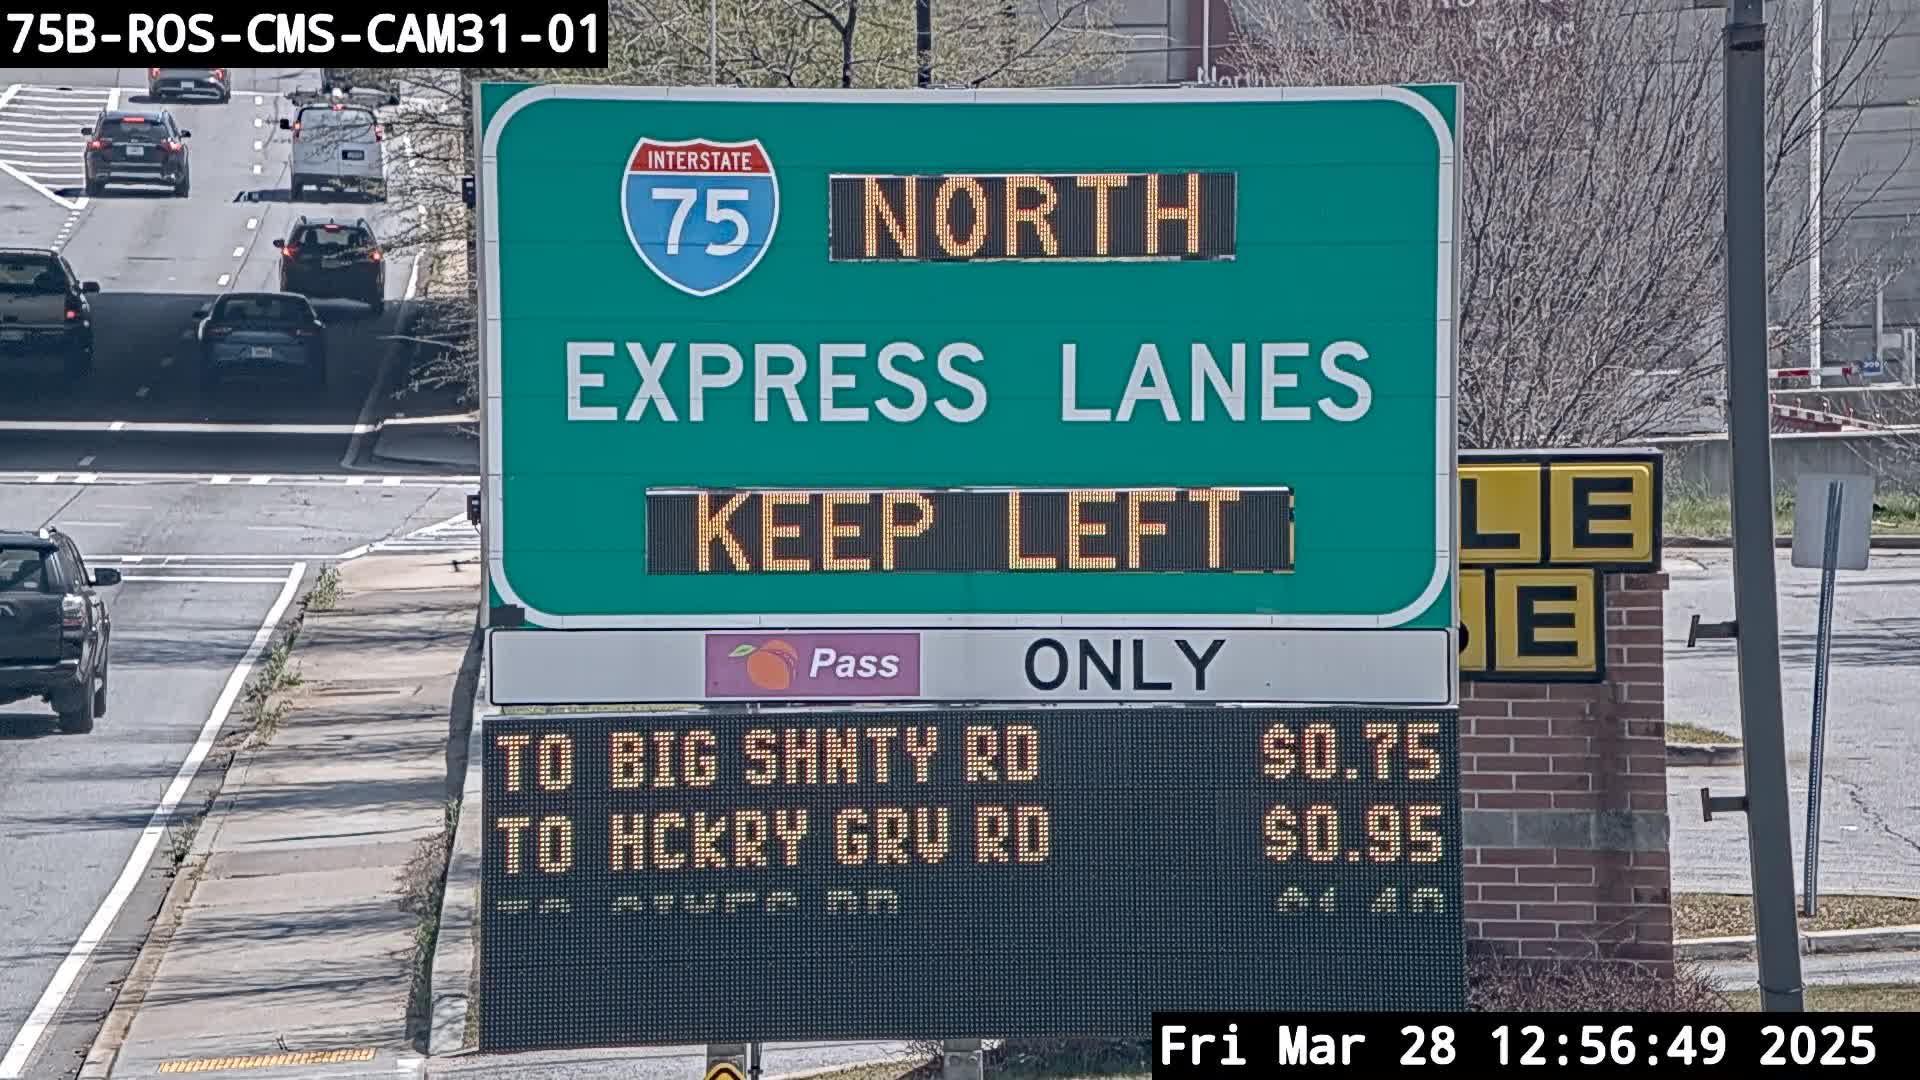 75B-ROS-CMS-CAM31-01
INTERSTATE
75
NORTH
EXPRESS LANES
KEEP LEFT
LE
E
Pass ONLY
TO BIG SHNTY RD $0.75
TO HCKRY GRV RD $0.95
Fri Mar 28 12:56:49 2025